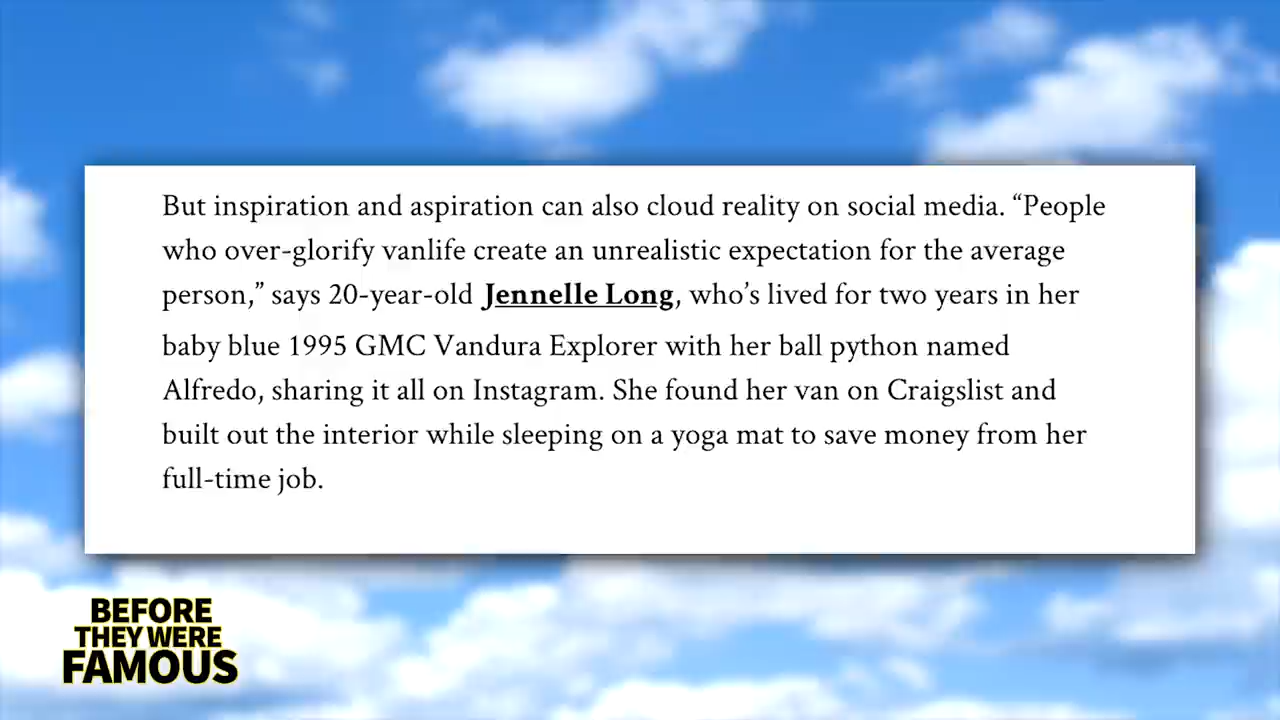 But inspiration and aspiration can also cloud reality on social media. “People
who over-glorify vanlife create an unrealistic expectation for the average
person,” says 20-year-old Jennelle Long, who’s lived for two years in her
baby blue 1995 GMC Vandura Explorer with her ball python named
Alfredo, sharing it all on Instagram. She found her van on Craigslist and
built out the interior while sleeping on a yoga mat to save money from her
full-time job.
BEFORE
THEY WERE
FAMOUS